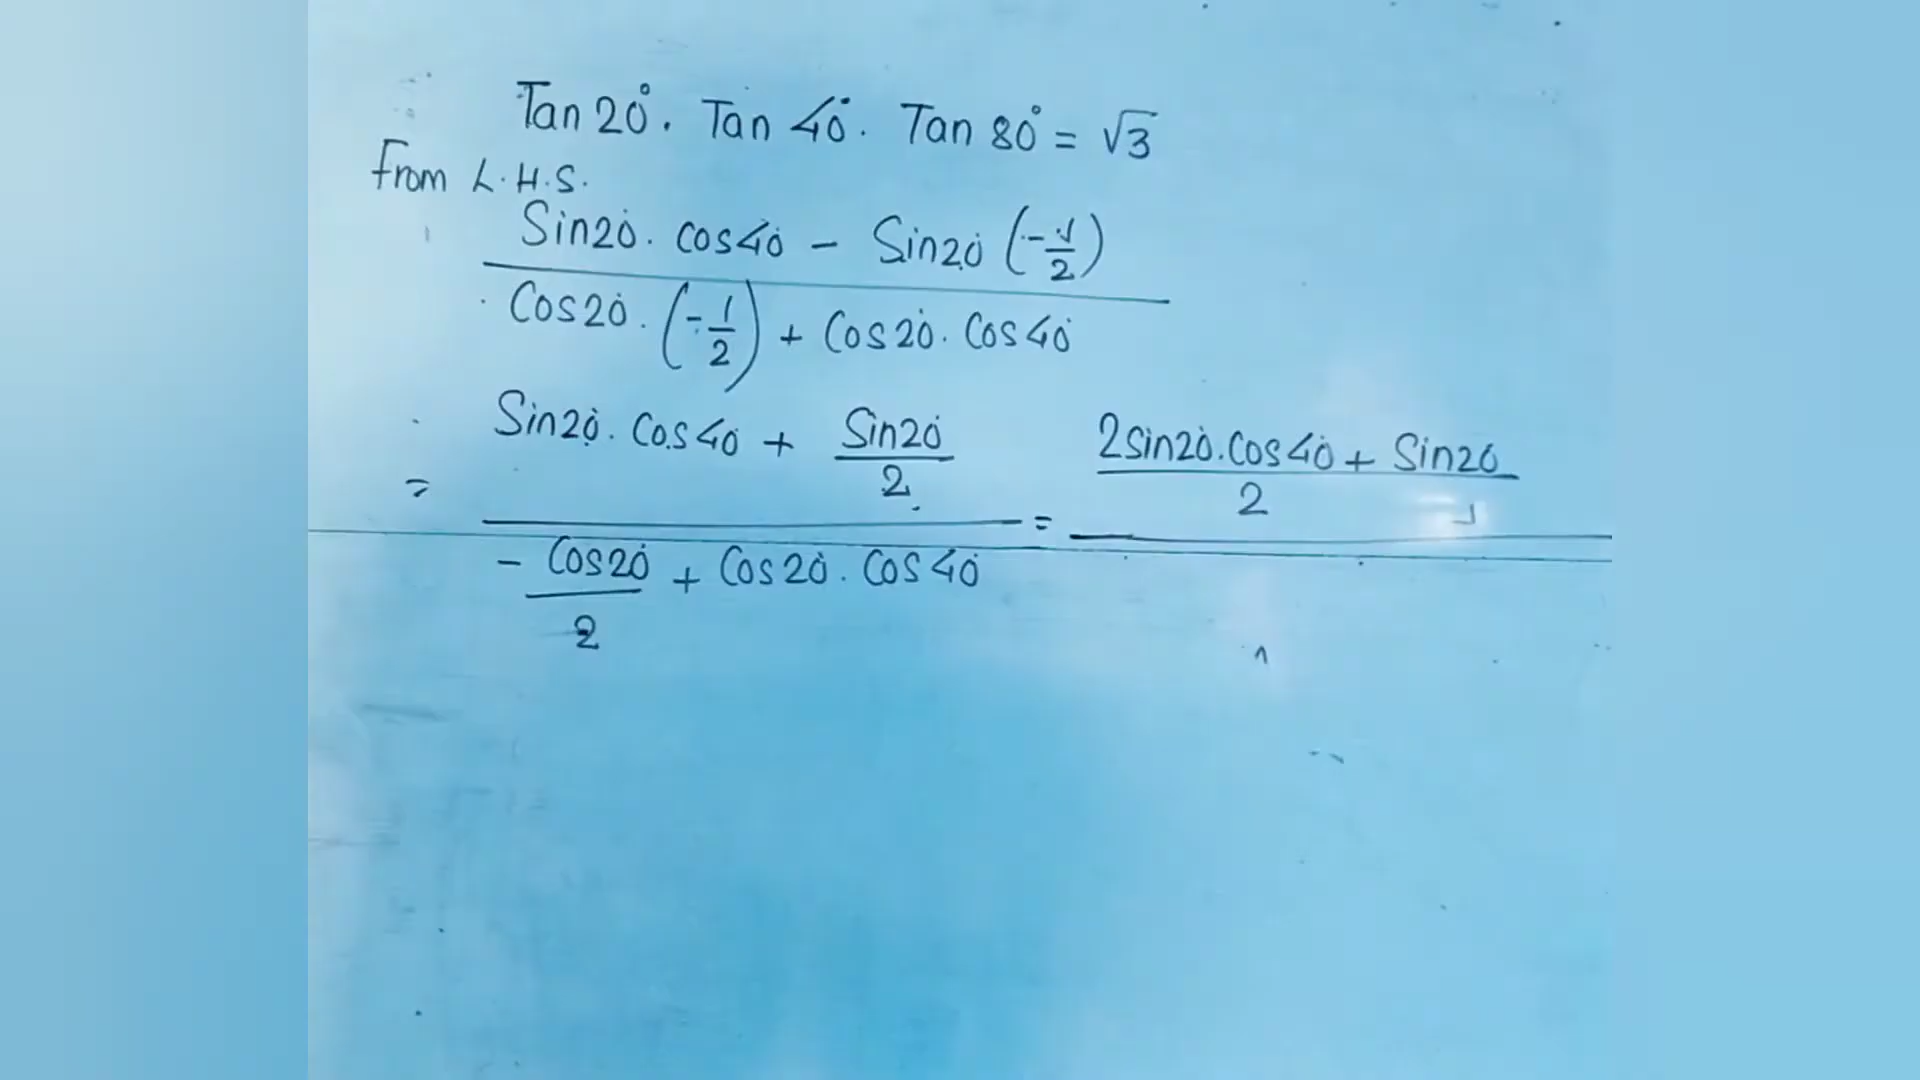 Tan 20°. Tan 40°. Tan 80° = √3
From L.H.S.
Sin20°. Cos40° - Sin20° (-1/2)
Cos20°. (-1/2) + Cos20°. Cos40°
= Sin20°. Cos40° + Sin20°/2 = 2Sin20°.Cos40° + Sin20°/2
- Cos20°/2 + Cos20°. Cos40°